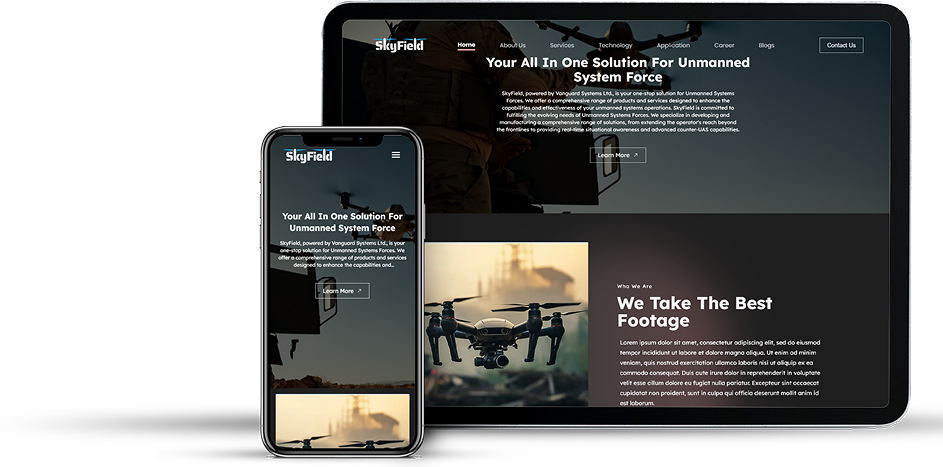 SkyField
Home About Us Services Technology Application Career Blogs Contact Us
Your All In One Solution For Unmanned
System Force
SkyField, powered by Vanguard Systems Ltd., is your one-stop solution for Unmanned Systems
Forces. We offer a comprehensive range of products and services designed to enhance the
capabilities and effectiveness of your unmanned systems operations. SkyField is committed to
fulfilling the evolving needs of Unmanned Systems Forces. We specialize in developing and
manufacturing a comprehensive range of solutions, from extending the operator's reach beyond
the frontlines to providing real-time situational awareness and advanced counter-UAS capabilities.
Learn More
Who We Are
We Take The Best
Footage
Lorem ipsum dolor sit amet, consectetur adipiscing elit, sed do eiusmod
tempor incididunt ut labore et dolore magna aliqua. Ut enim ad minim
veniam, quis nostrud exercitation ullamco laboris nisi ut aliquip ex ea
commodo consequat. Duis aute irure dolor in reprehenderit in voluptate
velit esse cillum dolore eu fugiat nulla pariatur. Excepteur sint occaecat
cupidatat non proident, sunt in culpa qui officia deserunt mollit anim id
est laborum.
SkyField
Your All In One Solution For
Unmanned System Force
SkyField, powered by Vanguard Systems Ltd., is your
one-stop solution for Unmanned Systems Forces. We
offer a comprehensive range of products and services
designed to enhance the capabilities and...
Learn More